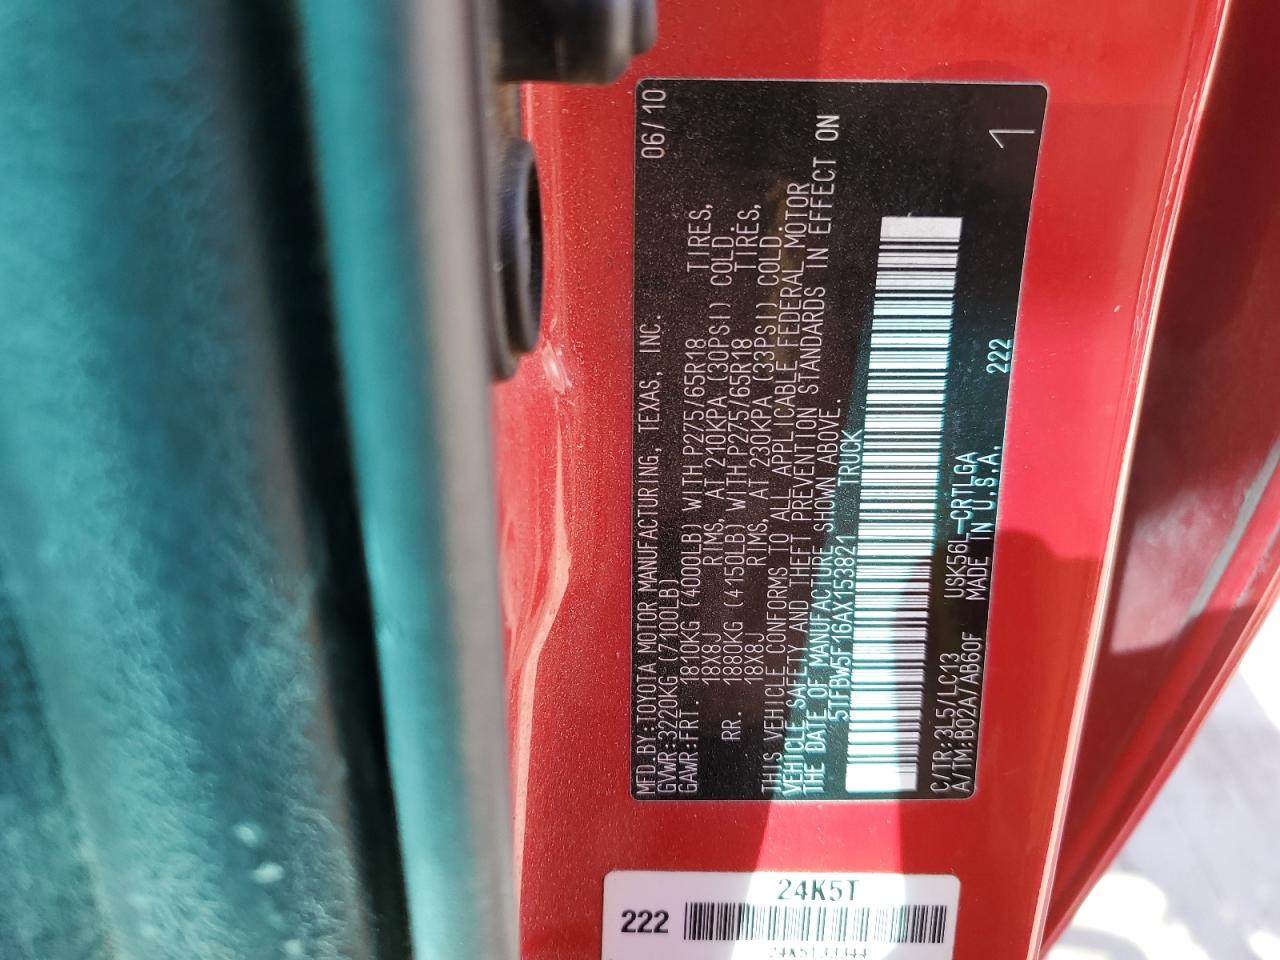 MFD.BY:TOYOTA MOTOR MANUFACTURING, TEXAS, INC. 06/10
GVWR:3220KG (7100LB)
GAWR:FRT. 1810KG (4000LB) WITH P275/65R18 TIRES,
18X8J RIMS, AT 210KPA (30PSI) COLD.
RR. 1880KG (4150LB) WITH P275/65R18 TIRES,
18X8J RIMS, AT 230KPA (33PSI) COLD.
THIS VEHICLE CONFORMS TO ALL APPLICABLE FEDERAL MOTOR
VEHICLE SAFETY AND THEFT PREVENTION STANDARDS IN EFFECT ON
THE DATE OF MANUFACTURE SHOWN ABOVE.
5TFBW5F16AX153821 TRUCK
C/TR:3L5/LC13 USK56L-CRTLGA 222 1
A/TM:B02A/AB60F MADE IN U.S.A.
24K5T
222
24K5133344